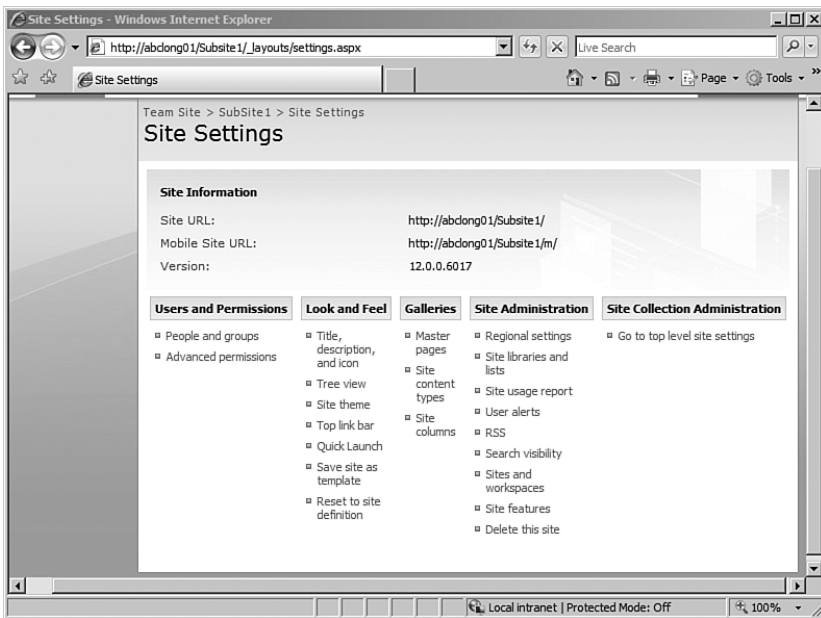 Site Settings - Windows Internet Explorer
http://abclong01/Subsite1/_layouts/settings.aspx
Live Search
Site Settings
Page
Tools
Team Site > SubSite1 > Site Settings
Site Settings
Site Information
Site URL: http://abclong01/Subsite1/
Mobile Site URL: http://abclong01/Subsite1/m/
Version: 12.0.0.6017
Users and Permissions
People and groups
Advanced permissions
Look and Feel
Title,
description,
and icon
Tree view
Site theme
Top link bar
Quick Launch
Save site as
template
Reset to site
definition
Galleries
Master
pages
Site
content
types
Site
columns
Site Administration
Regional settings
Site libraries and
lists
Site usage report
User alerts
RSS
Search visibility
Sites and
workspaces
Site features
Delete this site
Site Collection Administration
Go to top level site settings
Local intranet | Protected Mode: Off
100%